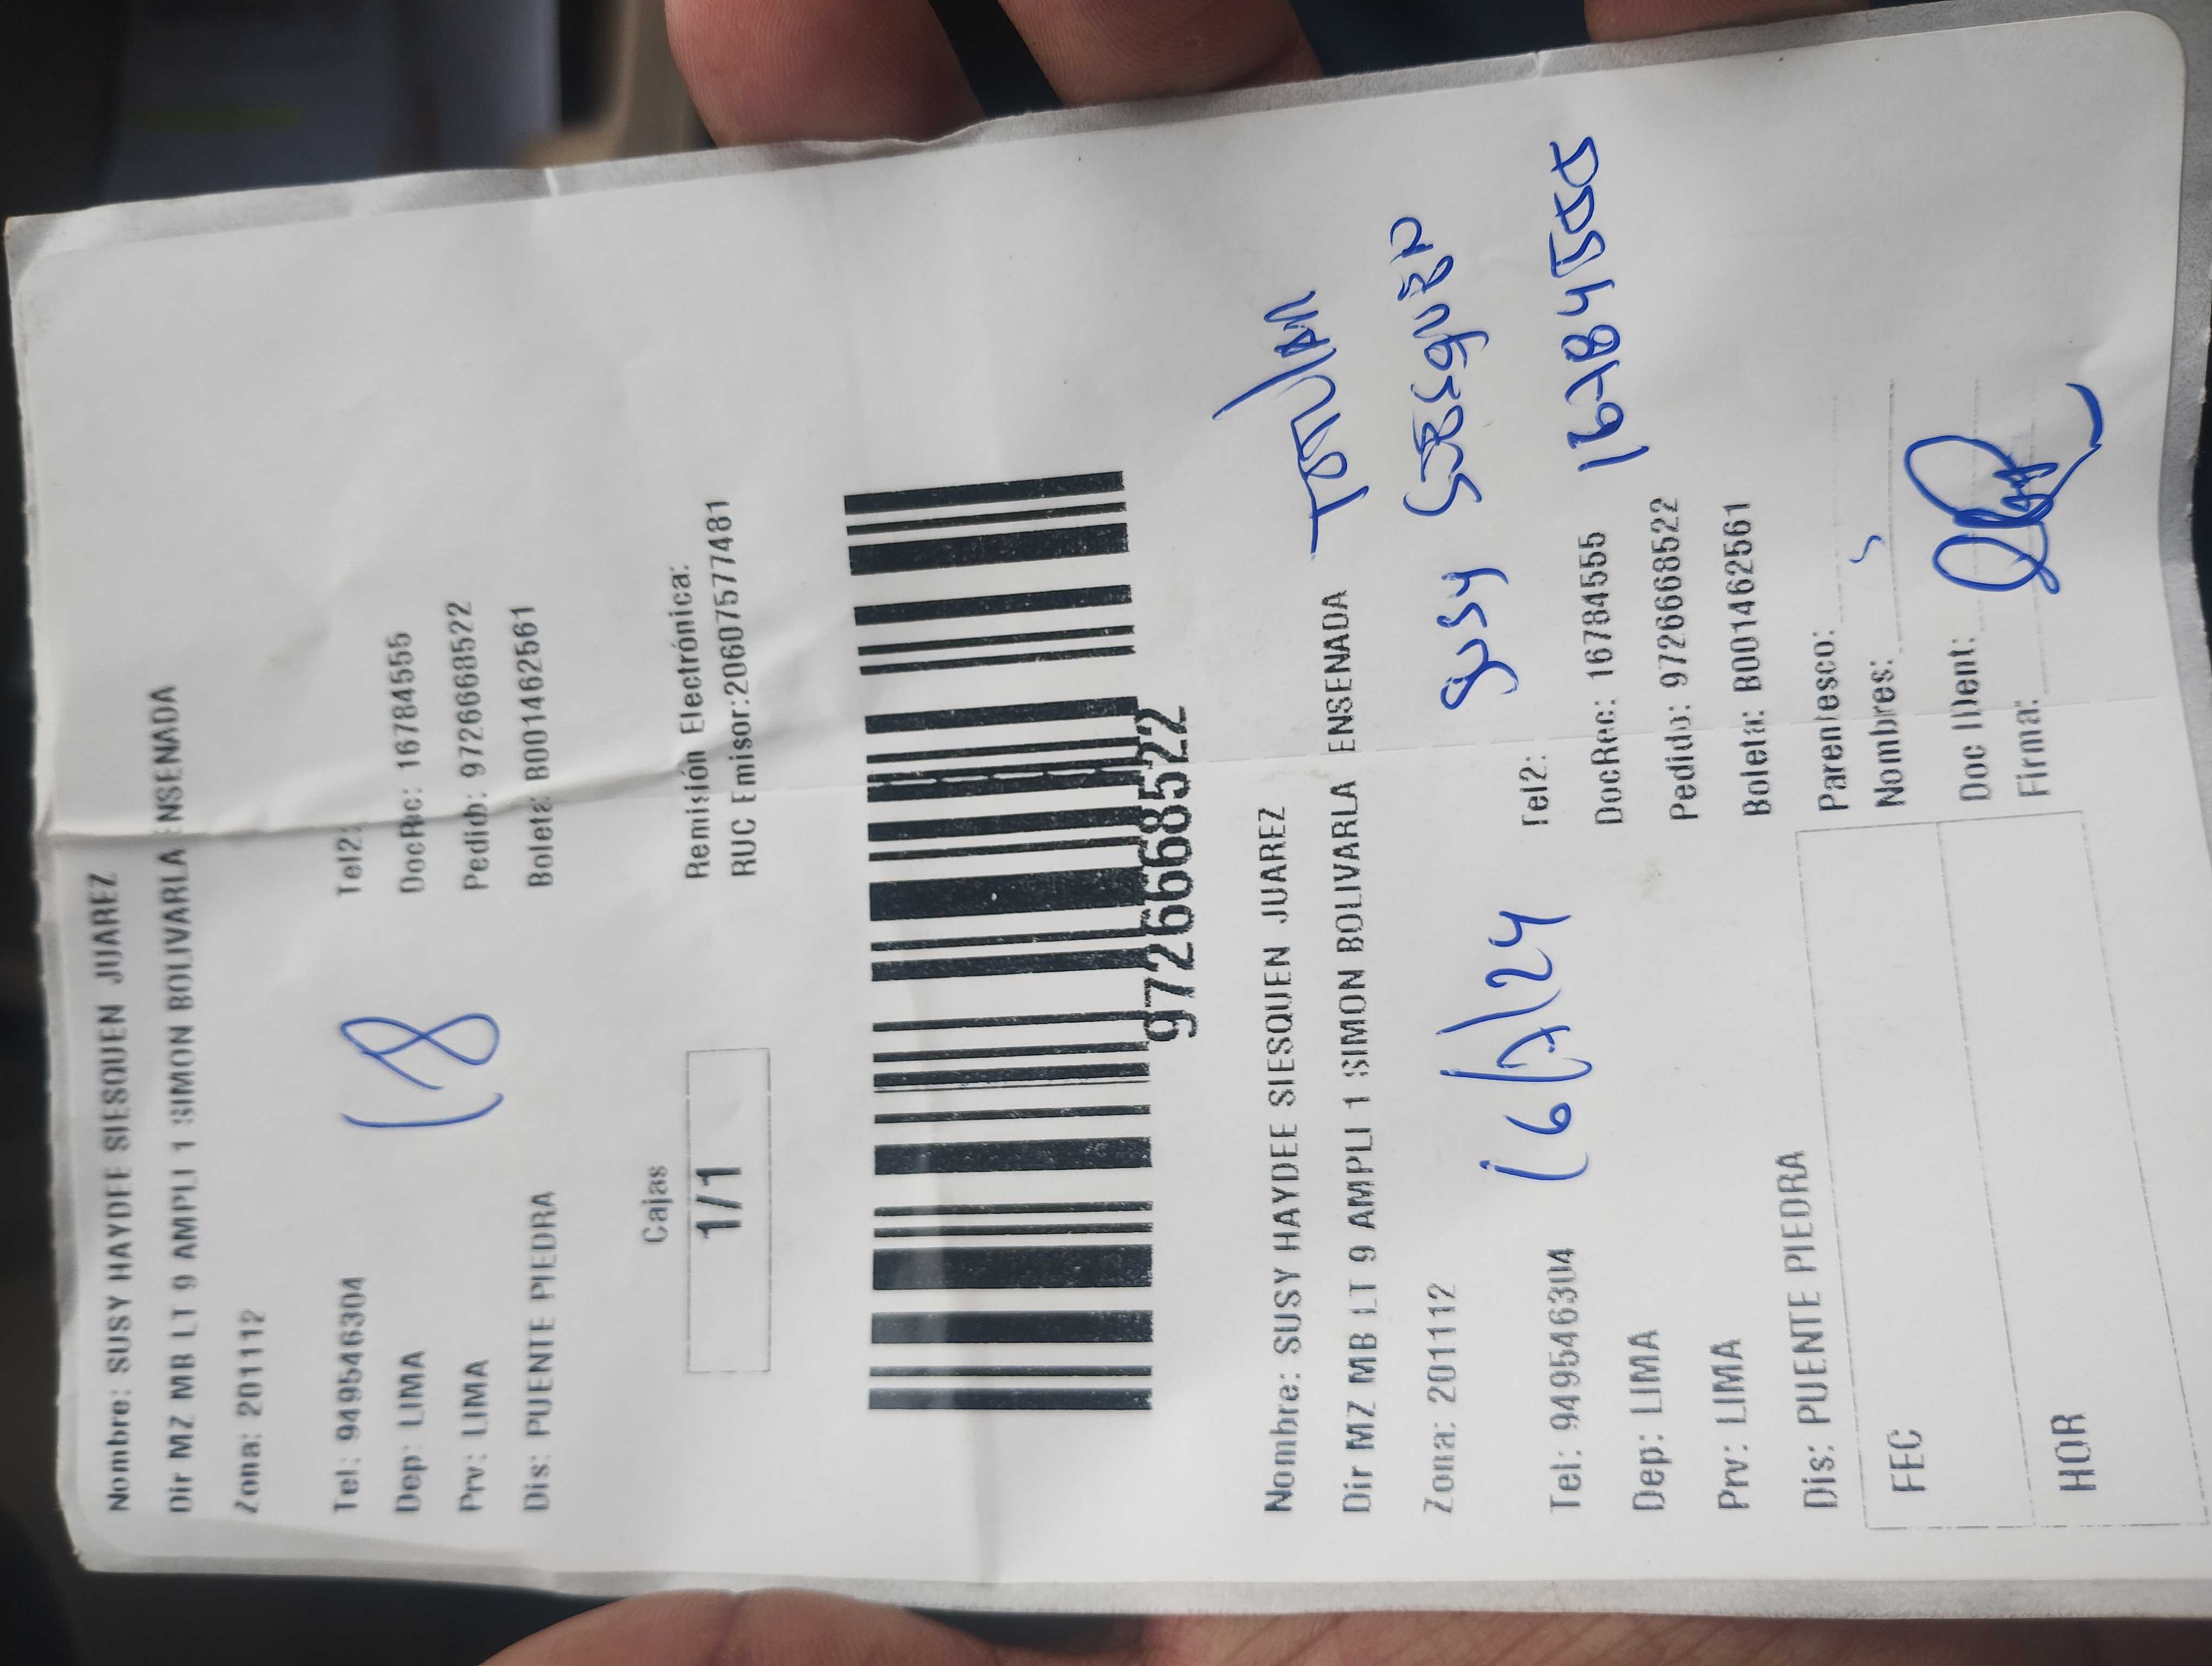 Nombre: SUSY HAYDEE SIESQUEN JUAREZ
Dir MZ MB LT 9 AMPLI 1 SIMON BOLIVARLA ENSENADA
Zona: 201112
Tel: 949546304 Tel2:
Dep: LIMA DocRec: 16784555
Prv: LIMA Pedido: 9726668522
Dis: PUENTE PIEDRA Boleta: B001462561
18
Cajas
1/1
Remisión Electrónica:
RUC Emisor:20607577481
9726668522
Nombre: SUSY HAYDEE SIESQUEN JUAREZ
Dir MZ MB LT 9 AMPLI 1 SIMON BOLIVARLA ENSENADA
Titular
Zona: 201112
Susy Siesquen
Tel: 949546304 Tel2:
16/7/24
16784555
Dep: LIMA DocRec: 16784555
Prv: LIMA Pedido: 9726668522
Dis: PUENTE PIEDRA Boleta: B001462561
FEC
HOR
Parentesco:
Nombres:
Doc IDent:
Firma: